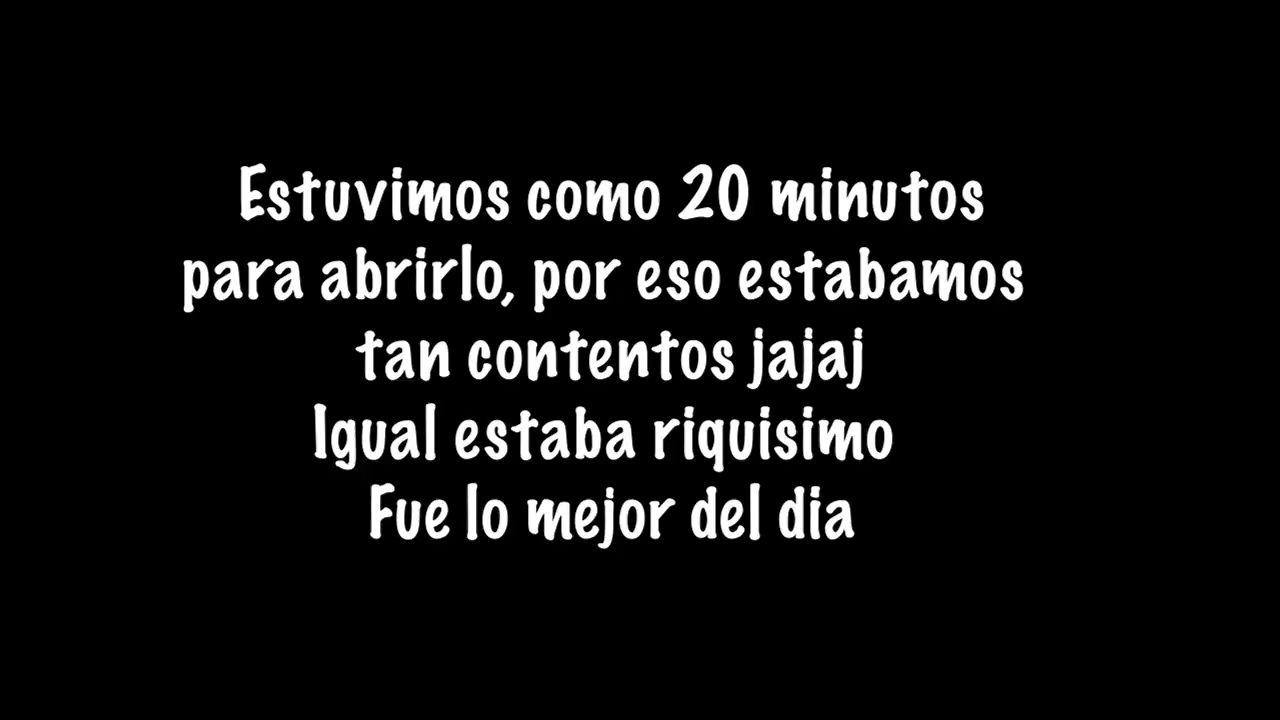 Estuvimos como 20 minutos
para abrirlo, por eso estabamos
tan contentos jajaj
Igual estaba riquisimo
Fue lo mejor del dia